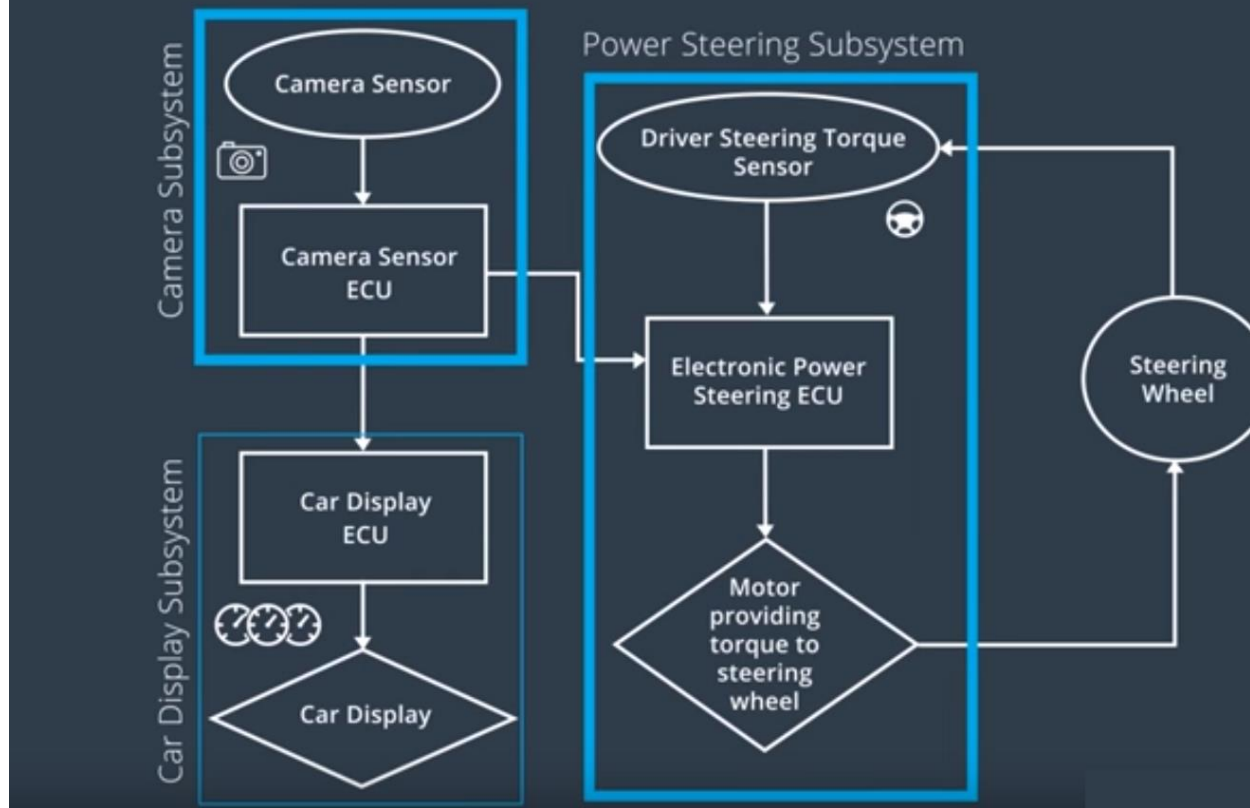 Camera Subsystem
Camera Sensor
Camera Sensor
ECU
Car Display Subsystem
Car Display
ECU
Car Display
Power Steering Subsystem
Driver Steering Torque
Sensor
Electronic Power
Steering ECU
Motor
providing
torque to
steering
wheel
Steering
Wheel